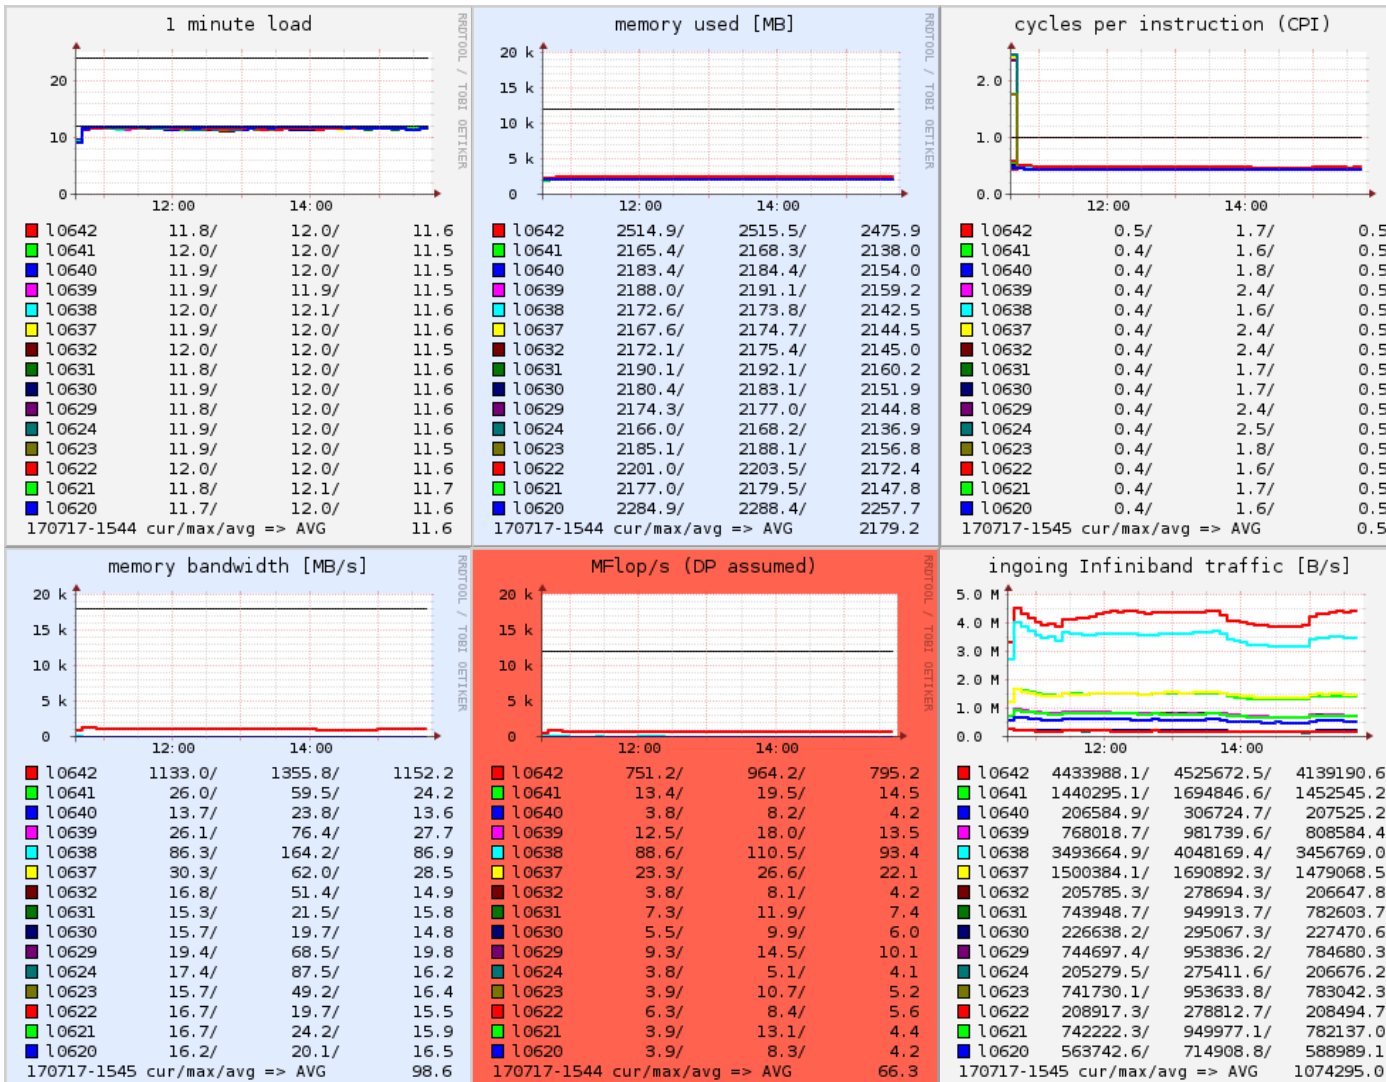 1 minute load
RRDTOOL / TOBI OETIKER
20
10
0
12:00 14:00
l0642 11.8/ 12.0/ 11.6
l0641 12.0/ 12.0/ 11.5
l0640 11.9/ 12.0/ 11.5
l0639 11.9/ 11.9/ 11.5
l0638 12.0/ 12.1/ 11.6
l0637 11.9/ 12.0/ 11.6
l0632 12.0/ 12.0/ 11.5
l0631 11.8/ 12.0/ 11.6
l0630 11.9/ 12.0/ 11.6
l0629 11.8/ 12.0/ 11.6
l0624 11.9/ 12.0/ 11.6
l0623 11.9/ 12.0/ 11.5
l0622 12.0/ 12.0/ 11.6
l0621 11.8/ 12.1/ 11.7
l0620 11.7/ 12.0/ 11.6
170717-1544 cur/max/avg => AVG 11.6
memory used [MB]
RRDTOOL / TOBI OETIKER
20 k
15 k
10 k
5 k
0
12:00 14:00
l0642 2514.9/ 2515.5/ 2475.9
l0641 2165.4/ 2168.3/ 2138.0
l0640 2183.4/ 2184.4/ 2154.0
l0639 2188.0/ 2191.1/ 2159.2
l0638 2172.6/ 2173.8/ 2142.5
l0637 2167.6/ 2174.7/ 2144.5
l0632 2172.1/ 2175.4/ 2145.0
l0631 2190.1/ 2192.1/ 2160.2
l0630 2180.4/ 2183.1/ 2151.9
l0629 2174.3/ 2177.0/ 2144.8
l0624 2166.0/ 2168.2/ 2136.9
l0623 2185.1/ 2188.1/ 2156.8
l0622 2201.0/ 2203.5/ 2172.4
l0621 2177.0/ 2179.5/ 2147.8
l0620 2284.9/ 2288.4/ 2257.7
170717-1544 cur/max/avg => AVG 2179.2
cycles per instruction (CPI)
2.0
1.0
0.0
12:00 14:00
l0642 0.5/ 1.7/ 0.5
l0641 0.4/ 1.6/ 0.5
l0640 0.4/ 1.8/ 0.5
l0639 0.4/ 2.4/ 0.5
l0638 0.4/ 1.6/ 0.5
l0637 0.4/ 2.4/ 0.5
l0632 0.4/ 2.4/ 0.5
l0631 0.4/ 1.7/ 0.5
l0630 0.4/ 1.7/ 0.5
l0629 0.4/ 2.4/ 0.5
l0624 0.4/ 2.5/ 0.5
l0623 0.4/ 1.8/ 0.5
l0622 0.4/ 1.6/ 0.5
l0621 0.4/ 1.7/ 0.5
l0620 0.4/ 1.6/ 0.5
170717-1545 cur/max/avg => AVG 0.5
memory bandwidth [MB/s]
RRDTOOL / TOBI OETIKER
20 k
15 k
10 k
5 k
0
12:00 14:00
l0642 1133.0/ 1355.8/ 1152.2
l0641 26.0/ 59.5/ 24.2
l0640 13.7/ 23.8/ 13.6
l0639 26.1/ 76.4/ 27.7
l0638 86.3/ 164.2/ 86.9
l0637 30.3/ 62.0/ 28.5
l0632 16.8/ 51.4/ 14.9
l0631 15.3/ 21.5/ 15.8
l0630 15.7/ 19.7/ 14.8
l0629 19.4/ 68.5/ 19.8
l0624 17.4/ 87.5/ 16.2
l0623 15.7/ 49.2/ 16.4
l0622 16.7/ 19.7/ 15.5
l0621 16.7/ 24.2/ 15.9
l0620 16.2/ 20.1/ 16.5
170717-1545 cur/max/avg => AVG 98.6
MFlop/s (DP assumed)
RRDTOOL / TOBI OETIKER
20 k
15 k
10 k
5 k
0
12:00 14:00
l0642 751.2/ 964.2/ 795.2
l0641 13.4/ 19.5/ 14.5
l0640 3.8/ 8.2/ 4.2
l0639 12.5/ 18.0/ 13.5
l0638 88.6/ 110.5/ 93.4
l0637 23.3/ 26.6/ 22.1
l0632 3.8/ 8.1/ 4.2
l0631 7.3/ 11.9/ 7.4
l0630 5.5/ 9.9/ 6.0
l0629 9.3/ 14.5/ 10.1
l0624 3.8/ 5.1/ 4.1
l0623 3.9/ 10.7/ 5.2
l0622 6.3/ 8.4/ 5.6
l0621 3.9/ 13.1/ 4.4
l0620 3.9/ 8.3/ 4.2
170717-1544 cur/max/avg => AVG 66.3
ingoing Infiniband traffic [B/s]
5.0 M
4.0 M
3.0 M
2.0 M
1.0 M
0.0
12:00 14:00
l0642 4433988.1/ 4525672.5/ 4139190.6
l0641 1440295.1/ 1694846.6/ 1452545.2
l0640 206584.9/ 306724.7/ 207525.2
l0639 768018.7/ 981739.6/ 808584.4
l0638 3493664.9/ 4048169.4/ 3456769.0
l0637 1500384.1/ 1690892.3/ 1479068.5
l0632 205785.3/ 278694.3/ 206647.8
l0631 743948.7/ 949913.7/ 782603.7
l0630 226638.2/ 295067.3/ 227470.6
l0629 744697.4/ 953836.2/ 784680.3
l0624 205279.5/ 275411.6/ 206676.2
l0623 741730.1/ 953633.8/ 783042.3
l0622 208917.3/ 278812.7/ 208494.7
l0621 742222.3/ 949977.1/ 782137.0
l0620 563742.6/ 714908.8/ 588989.1
170717-1545 cur/max/avg => AVG 1074295.0